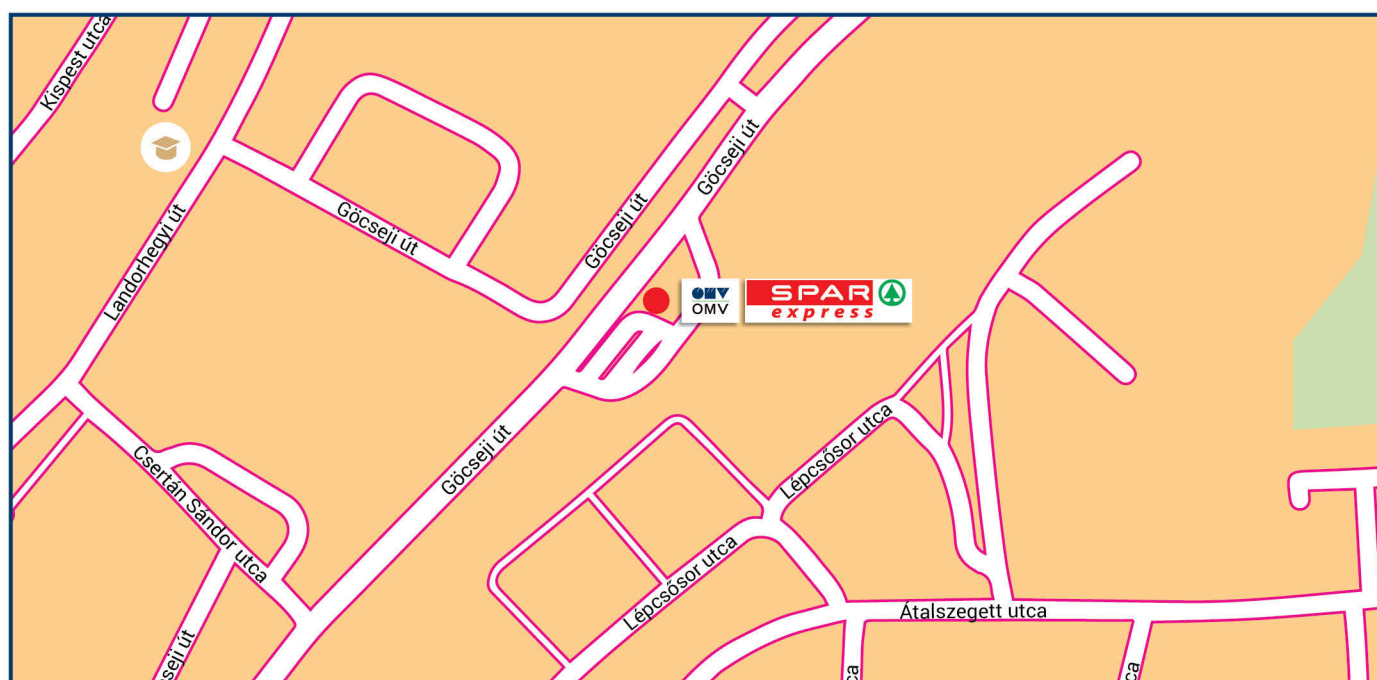 Kispest utca
Göcseji út
Landorhegyi út
Göcseji út
Göcseji út
OMV
OMV
SPAR
express
Göcseji út
Csertán Sándor utca
Lépcsősor utca
Lépcsősor utca
Átalszegett utca